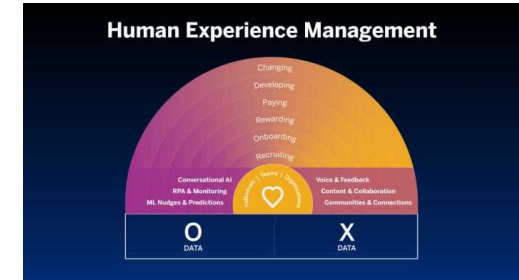 Human Experience Management
Changing
Developing
Paying
Rewarding
Onboarding
Recruiting
Individuals | Teams | Organizations
Conversational AI
RPA & Monitoring
ML Nudges & Predictions
Voice & Feedback
Content & Collaboration
Communities & Connections
O
DATA
X
DATA